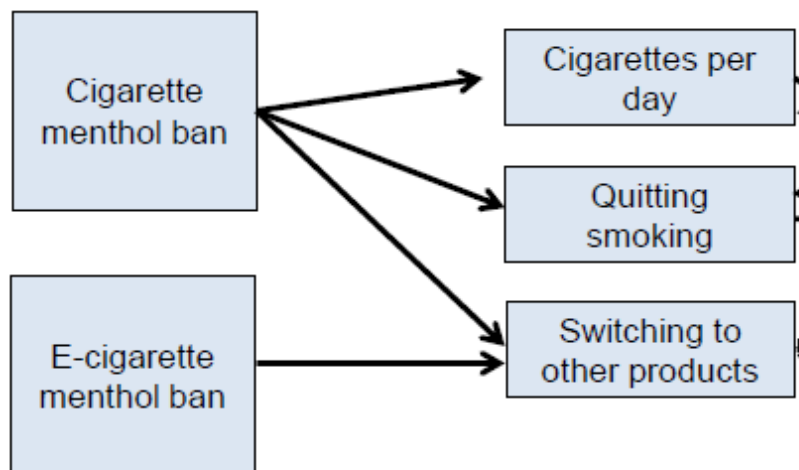 Cigarette
menthol ban
Cigarettes per
day
Quitting
smoking
E-cigarette
menthol ban
Switching to
other products